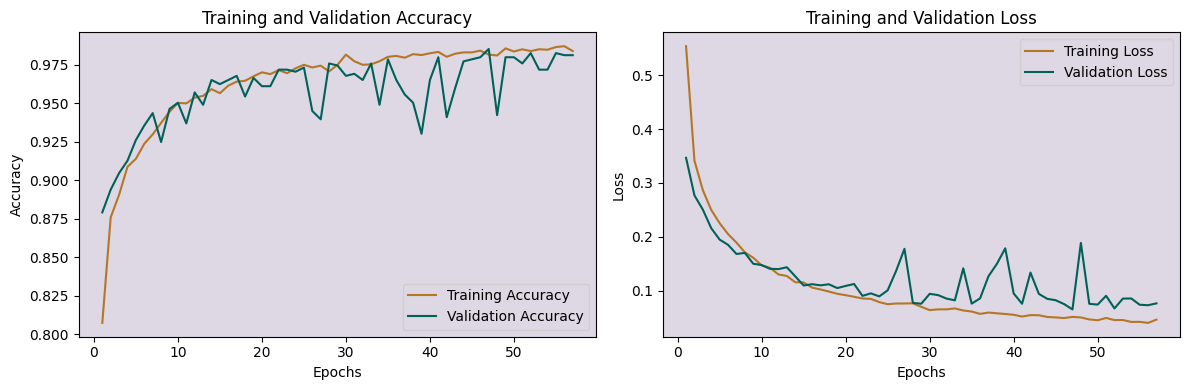 Training and Validation Accuracy
Accuracy
0.975
0.950
0.925
0.900
0.875
0.850
0.825
0.800
Training Accuracy
Validation Accuracy
0 10 20 30 40 50
Epochs
Training and Validation Loss
Loss
0.5
0.4
0.3
0.2
0.1
Training Loss
Validation Loss
0 10 20 30 40 50
Epochs